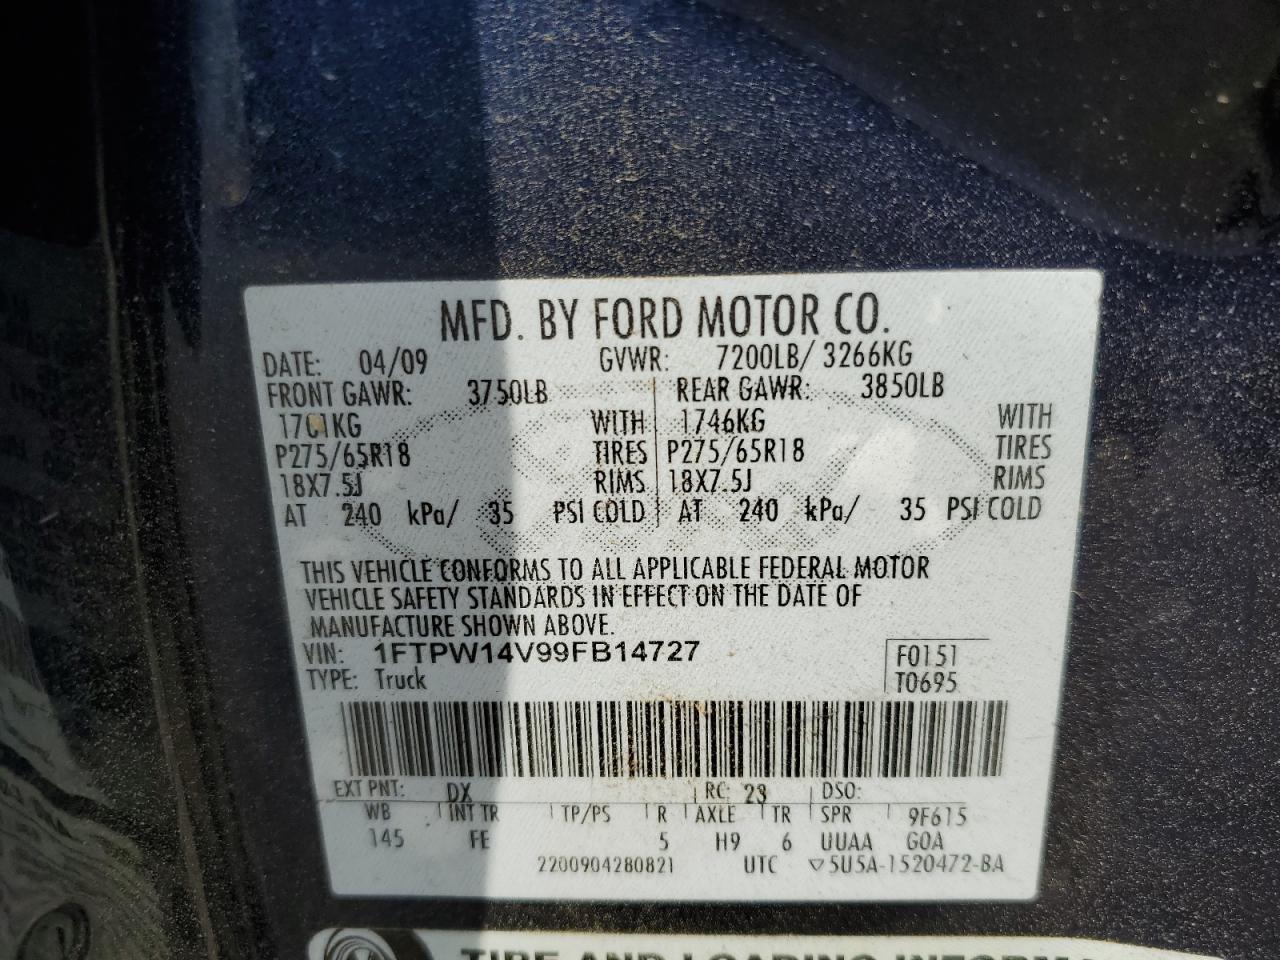 MFD. BY FORD MOTOR CO.
DATE: 04/09 GVWR: 7200LB/ 3266KG
FRONT GAWR: 3750LB REAR GAWR: 3850LB
1701KG WITH 1746KG WITH
P275/65R18 TIRES P275/65R18 TIRES
18X7.5J RIMS 18X7.5J RIMS
AT 240 kPa/ 35 PSI COLD AT 240 kPa/ 35 PSI COLD
THIS VEHICLE CONFORMS TO ALL APPLICABLE FEDERAL MOTOR
VEHICLE SAFETY STANDARDS IN EFFECT ON THE DATE OF
MANUFACTURE SHOWN ABOVE.
VIN: 1FTPW14V99FB14727 F0151
TYPE: Truck T0695
EXT PNT: DX RC: 23 DSO:
WB INT TR TP/PS R AXLE TR SPR 9F615
145 FE 5 H9 6 UUAA GOA
2200904280821 UTC ▽5U5A-1520472-BA
TIRE AND LOADING